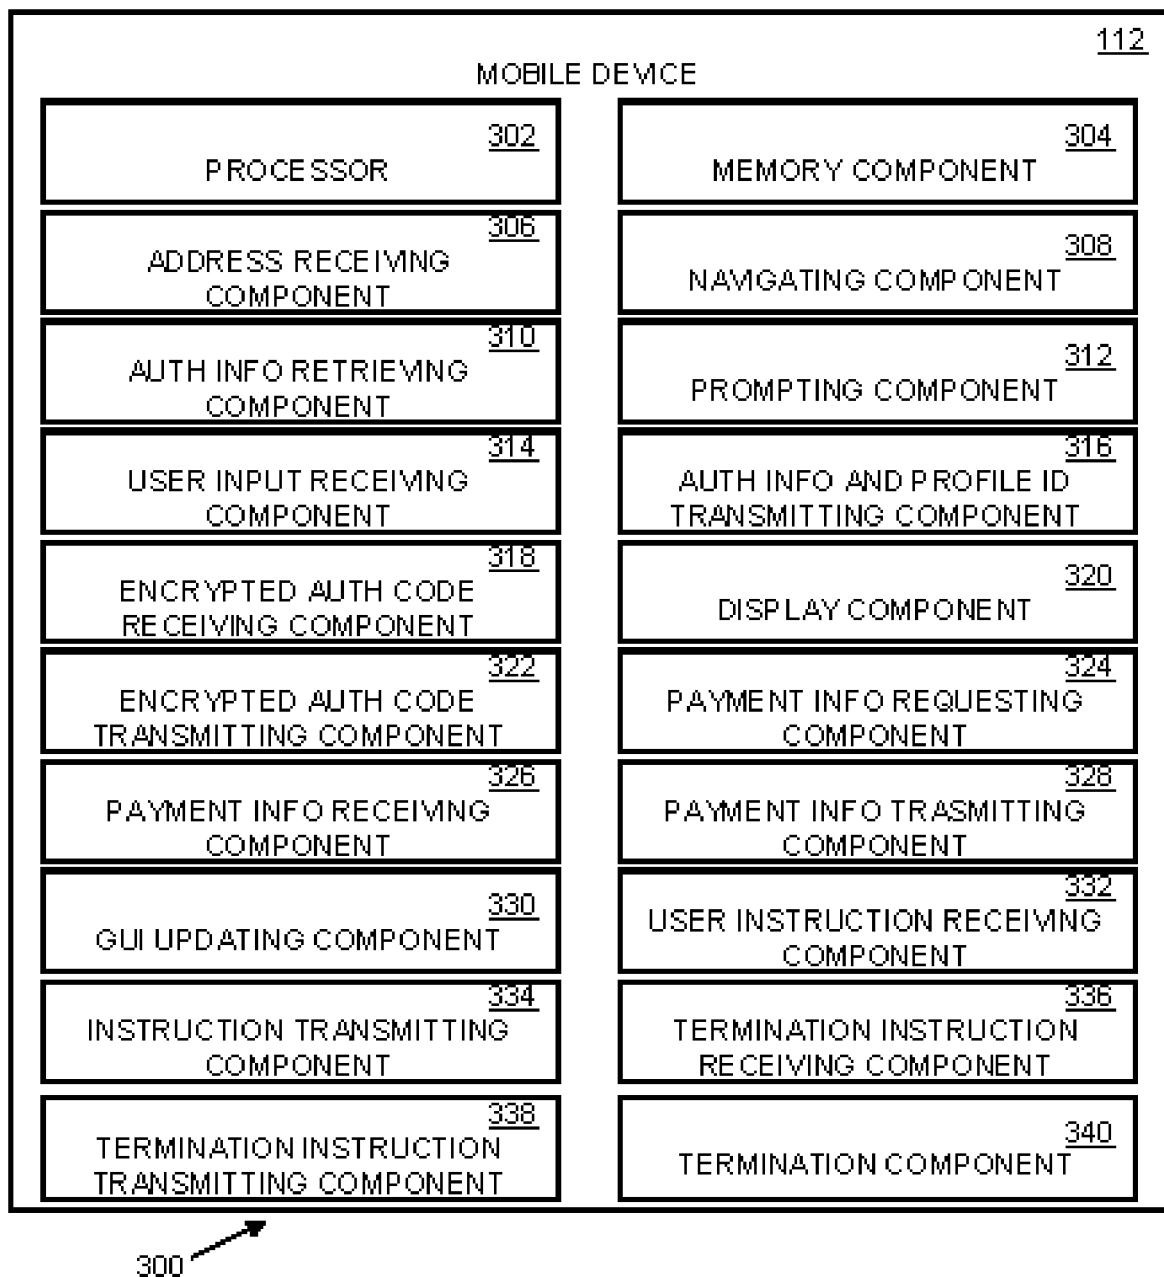 112
MOBILE DEVICE
302
PROCESSOR
304
MEMORY COMPONENT
306
ADDRESS RECEIVING
COMPONENT
308
NAVIGATING COMPONENT
310
AUTH INFO RETRIEVING
COMPONENT
312
PROMPTING COMPONENT
314
USER INPUT RECEIVING
COMPONENT
316
AUTH INFO AND PROFILE ID
TRANSMITTING COMPONENT
318
ENCRYPTED AUTH CODE
RECEIVING COMPONENT
320
DISPLAY COMPONENT
322
ENCRYPTED AUTH CODE
TRANSMITTING COMPONENT
324
PAYMENT INFO REQUESTING
COMPONENT
326
PAYMENT INFO RECEIVING
COMPONENT
328
PAYMENT INFO TRASMITTING
COMPONENT
330
GUI UPDATING COMPONENT
332
USER INSTRUCTION RECEIVING
COMPONENT
334
INSTRUCTION TRANSMITTING
COMPONENT
336
TERMINATION INSTRUCTION
RECEIVING COMPONENT
338
TERMINATION INSTRUCTION
TRANSMITTING COMPONENT
340
TERMINATION COMPONENT
300